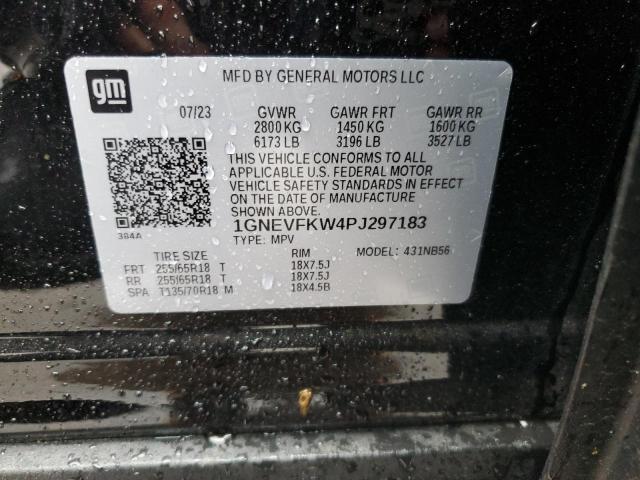 gm
MFD BY GENERAL MOTORS LLC
07/23 GVWR GAWR FRT GAWR RR
2800 KG 1450 KG 1600 KG
6173 LB 3196 LB 3527 LB
THIS VEHICLE CONFORMS TO ALL
APPLICABLE U.S. FEDERAL MOTOR
VEHICLE SAFETY STANDARDS IN EFFECT
ON THE DATE OF MANUFACTURE
SHOWN ABOVE.
384A
1GNEVFKW4PJ297183
TYPE: MPV MODEL: 431NB56
TIRE SIZE RIM
FRT 255/65R18 T 18X7.5J
RR 255/65R18 T 18X7.5J
SPA T135/70R18 M 18X4.5B